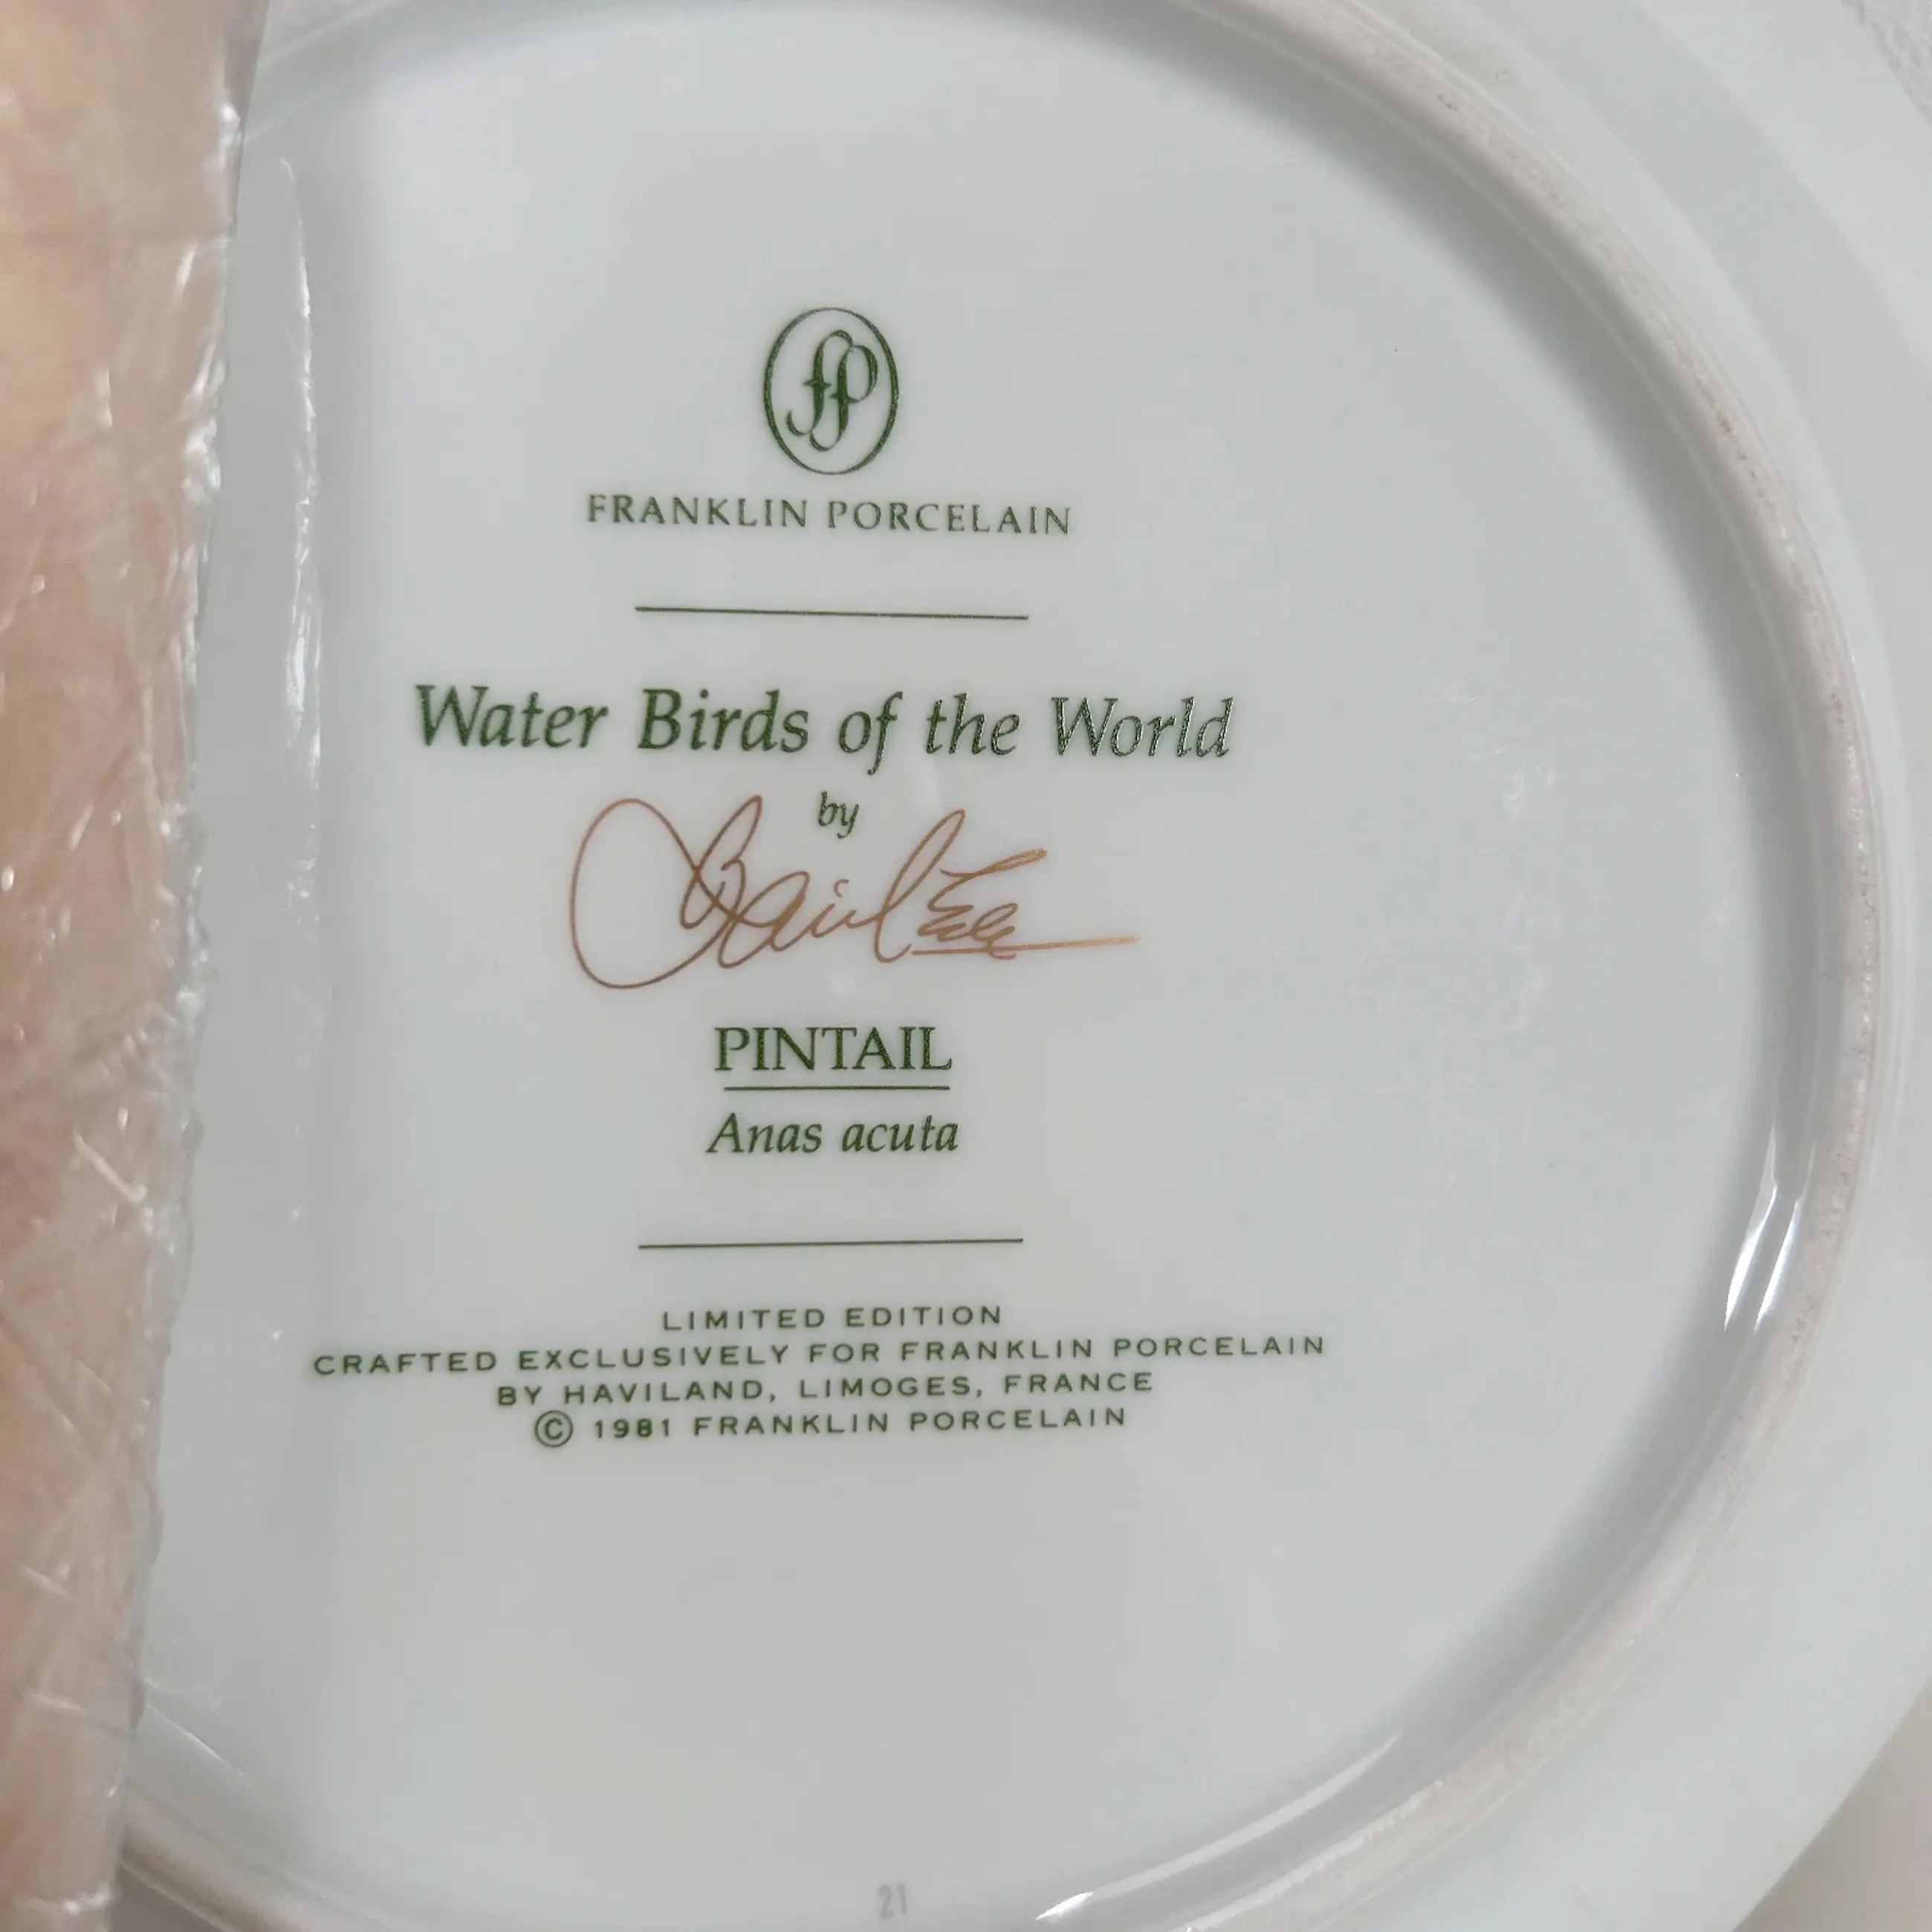 fp
FRANKLIN PORCELAIN
Water Birds of the World
by
PINTAIL
Anas acuta
LIMITED EDITION
CRAFTED EXCLUSIVELY FOR FRANKLIN PORCELAIN
BY HAVILAND, LIMOGES, FRANCE
© 1981 FRANKLIN PORCELAIN
21